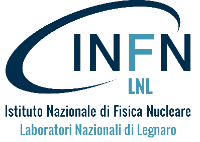 INFN
LNL
Istituto Nazionale di Fisica Nucleare
Laboratori Nazionali di Legnaro